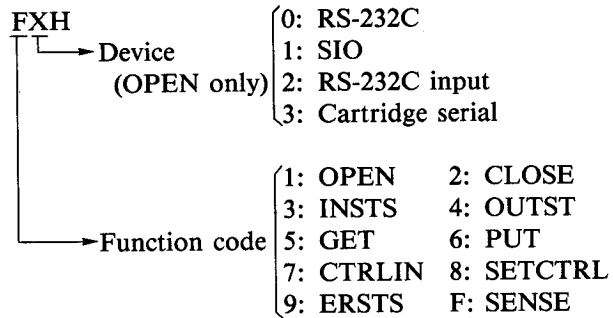 FXH
0: RS-232C
Device 1: SIO
(OPEN only) 2: RS-232C input
3: Cartridge serial
1: OPEN 2: CLOSE
3: INSTS 4: OUTST
Function code 5: GET 6: PUT
7: CTRLIN 8: SETCTRL
9: ERSTS F: SENSE